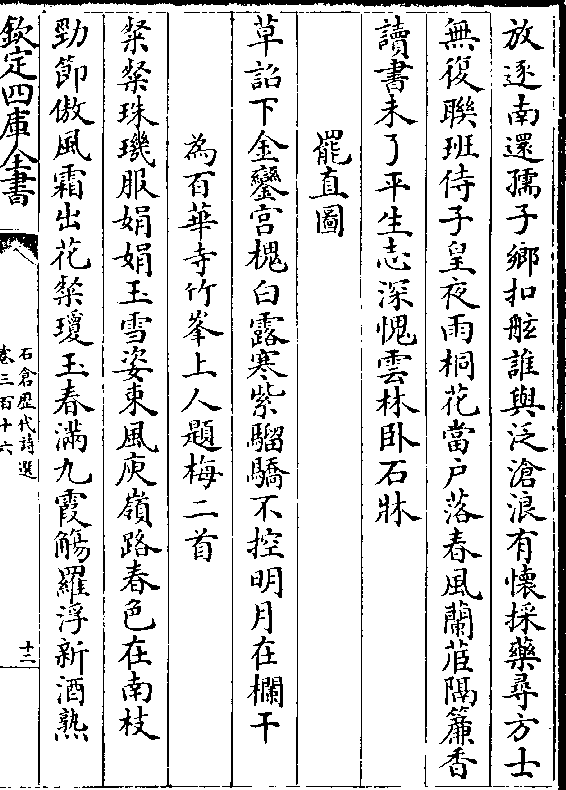 放逐南還孺子鄉扣舷誰與泛滄浪有懷採藥尋方士
無復聯班侍子皇夜雨桐花當户落春風蘭茝隔簾香
讀書未了平生志深愧雲林卧石牀
罷直圖
草詔下金鑾宫槐白露寒紫騮驕不控明月在欄干
為百華寺竹峯上人題梅二首
粲粲珠璣服娟娟玉雪姿東風庾嶺路春色在南枝
勁節傲風霜出花粲瓊玉春滿九霞觴羅浮新酒熟
欽定四庫全書
石倉歴代詩選
卷三百十六
十二